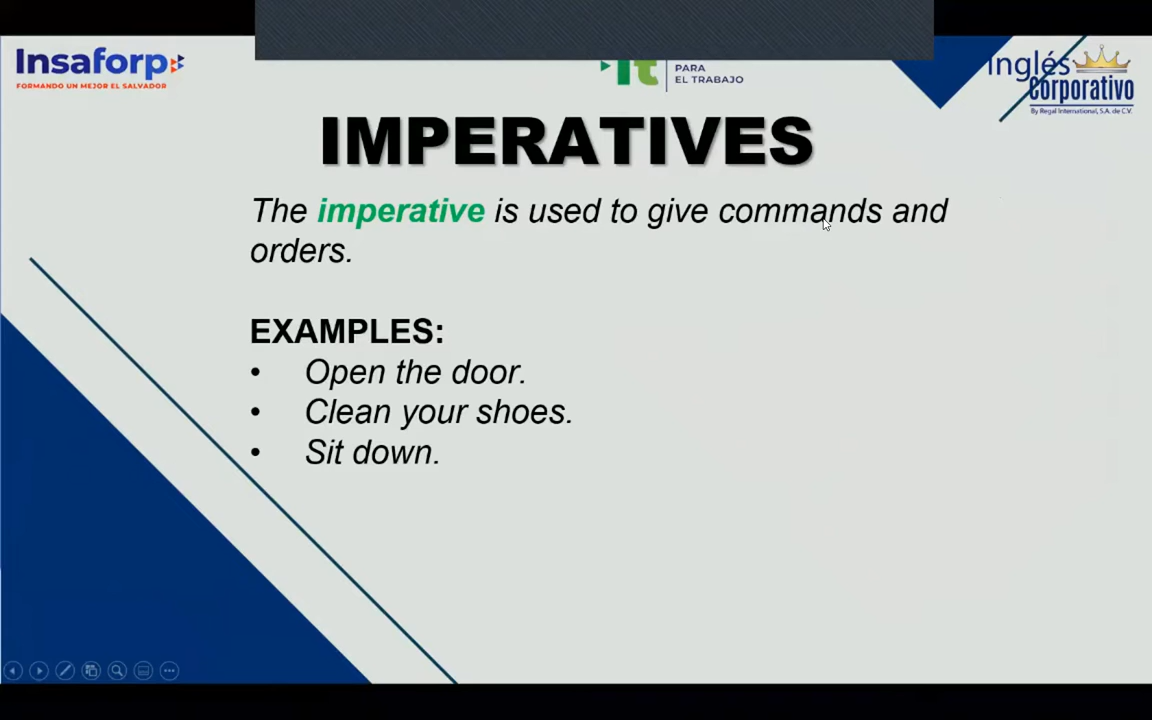 Insaforp
FORMANDO UN MEJOR EL SALVADOR
PARA
EL TRABAJO
Inglés
Corporativo
By Regal International, S.A. de C.V.
IMPERATIVES
The imperative is used to give commands and
orders.
EXAMPLES:
• Open the door.
• Clean your shoes.
• Sit down.